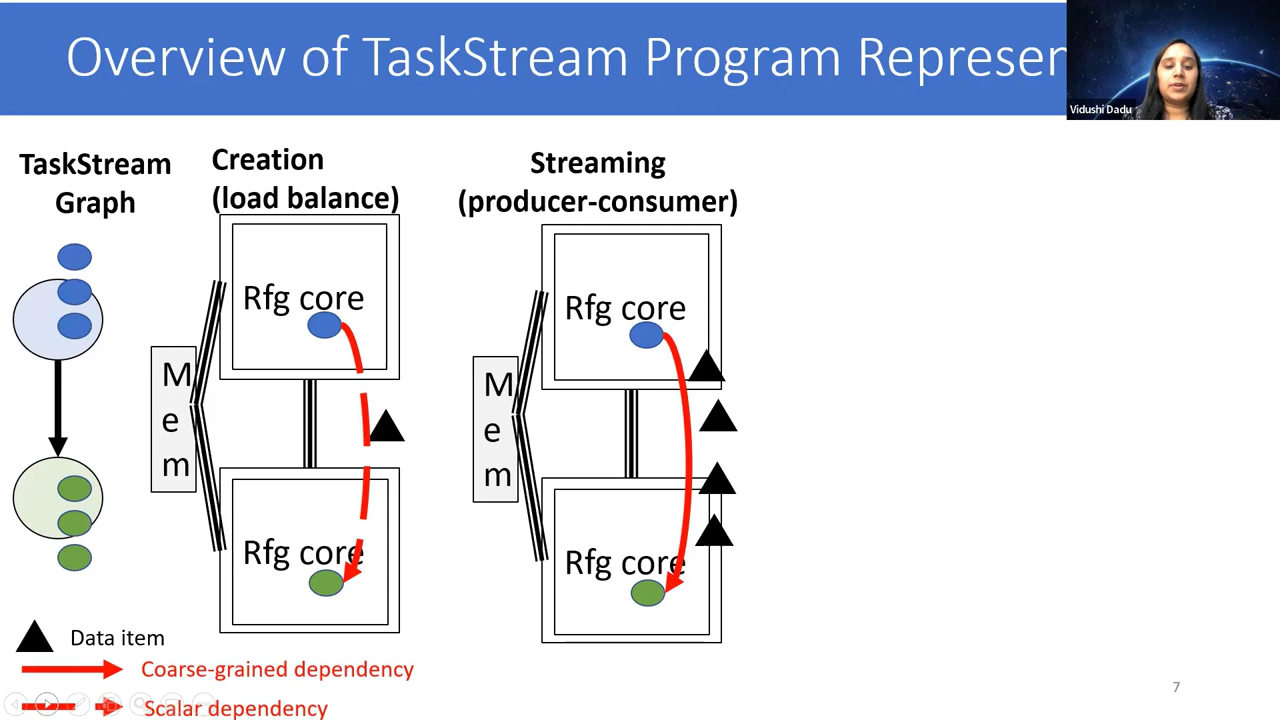 Overview of TaskStream Program Represen
Vidushi Dadu
TaskStream
Graph
Creation
(load balance)
Streaming
(producer-consumer)
Rfg core
Rfg core
M
e
m
M
e
m
Rfg core
Rfg core
Data item
Coarse-grained dependency
Scalar dependency
7